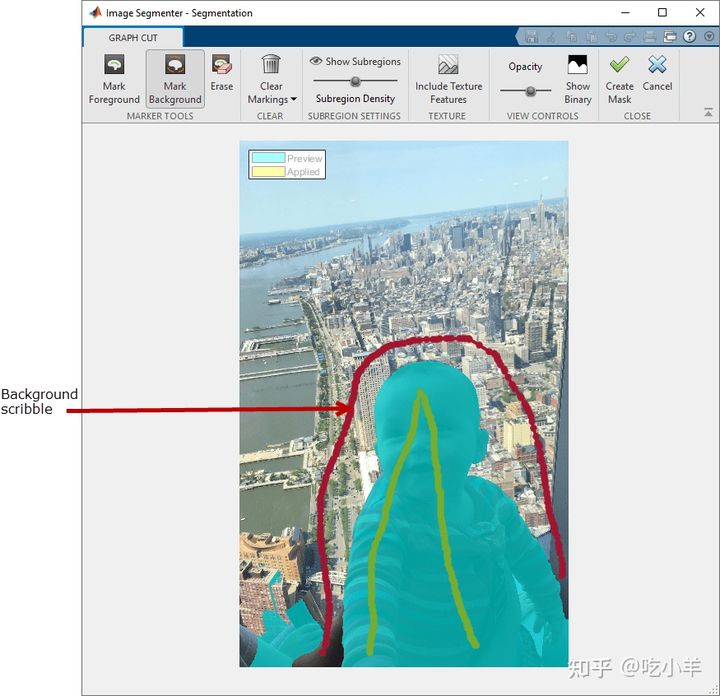 Image Segmenter - Segmentation
GRAPH CUT
Mark Foreground
Mark Background
Erase
Clear Markings
Show Subregions
Subregion Density
Include Texture Features
Opacity
Show Binary
Create Mask
Cancel
MARKER TOOLS
CLEAR
SUBREGION SETTINGS
TEXTURE
VIEW CONTROLS
CLOSE
Preview
Applied
Background
scribble
知乎 @吃小羊